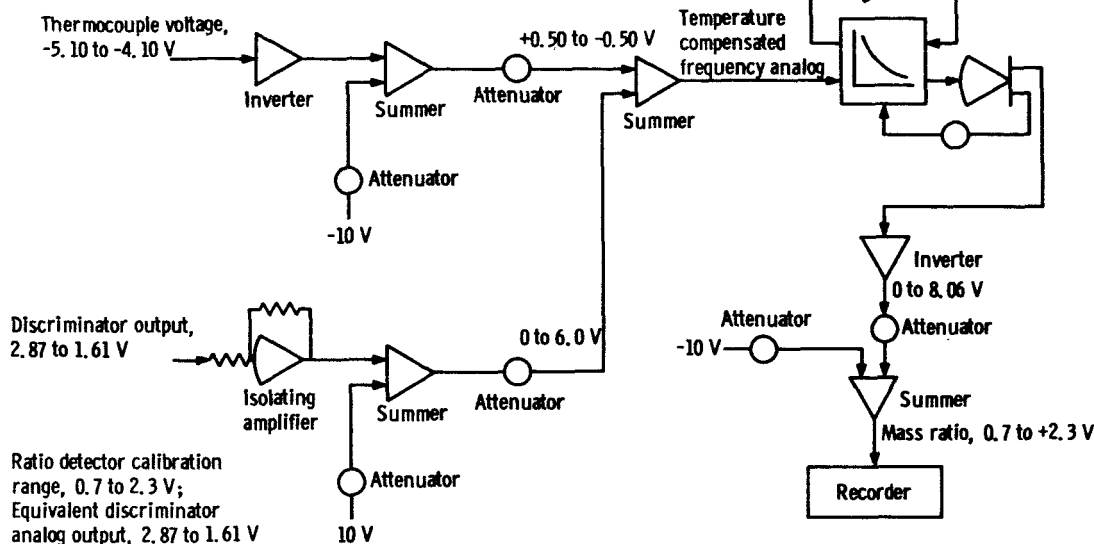 Thermocouple voltage,
-5.10 to -4.10 V
Inverter
Summer
+0.50 to -0.50 V
Attenuator
Summer
Temperature
compensated
frequency analog
Attenuator
-10 V
Discriminator output,
2.87 to 1.61 V
Isolating
amplifier
Summer
0 to 6.0 V
Attenuator
Attenuator
10 V
Ratio detector calibration
range, 0.7 to 2.3 V;
Equivalent discriminator
analog output, 2.87 to 1.61 V
Inverter
0 to 8.06 V
Attenuator
Attenuator
-10 V
Summer
Mass ratio, 0.7 to +2.3 V
Recorder